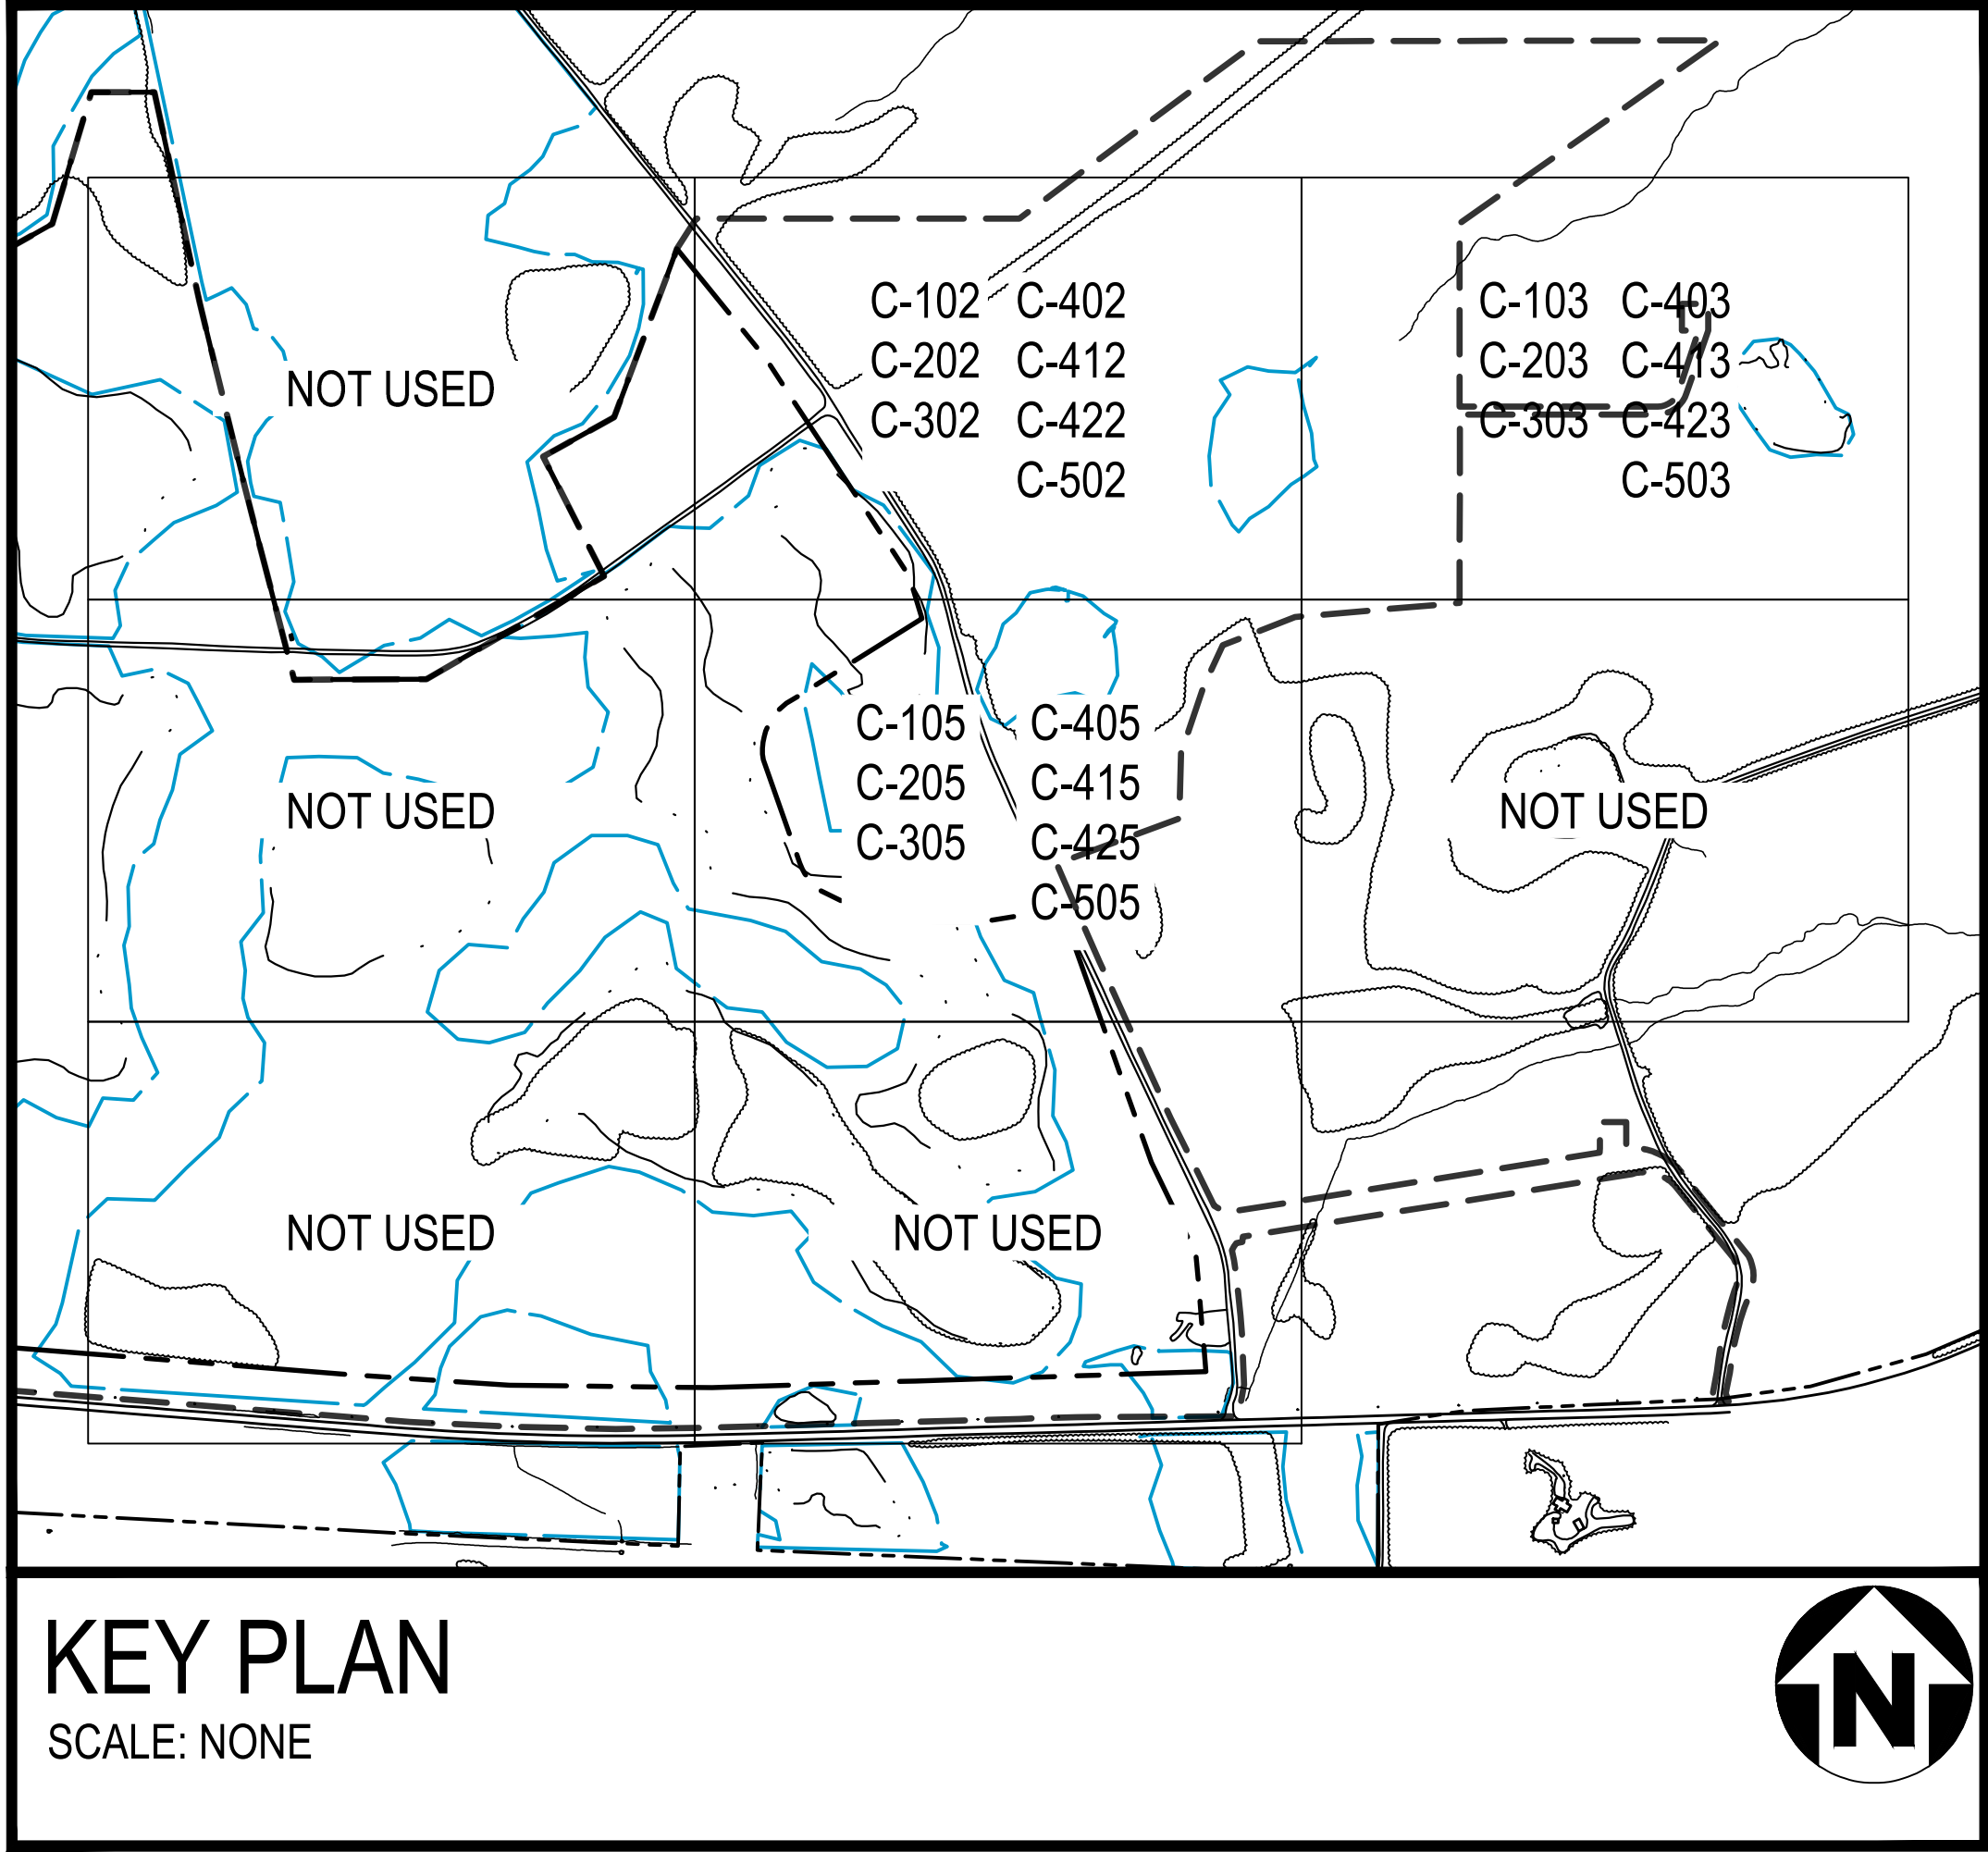 NOT USED
C-102 C-402
C-202 C-412
C-302 C-422
C-502
C-103 C-403
C-203 C-413
C-303 C-423
C-503
NOT USED
C-105 C-405
C-205 C-415
C-305 C-425
C-505
NOT USED
NOT USED
NOT USED
KEY PLAN
SCALE: NONE
N